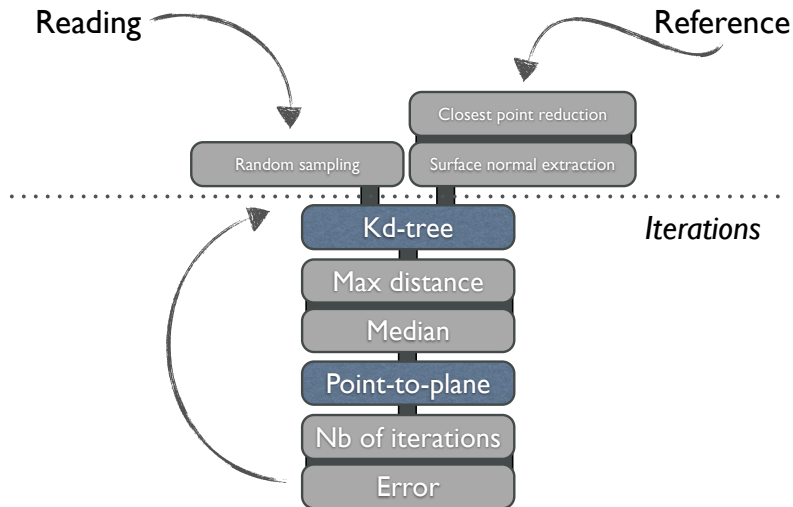 Reading
Reference
Closest point reduction
Random sampling
Surface normal extraction
Kd-tree
Iterations
Max distance
Median
Point-to-plane
Nb of iterations
Error